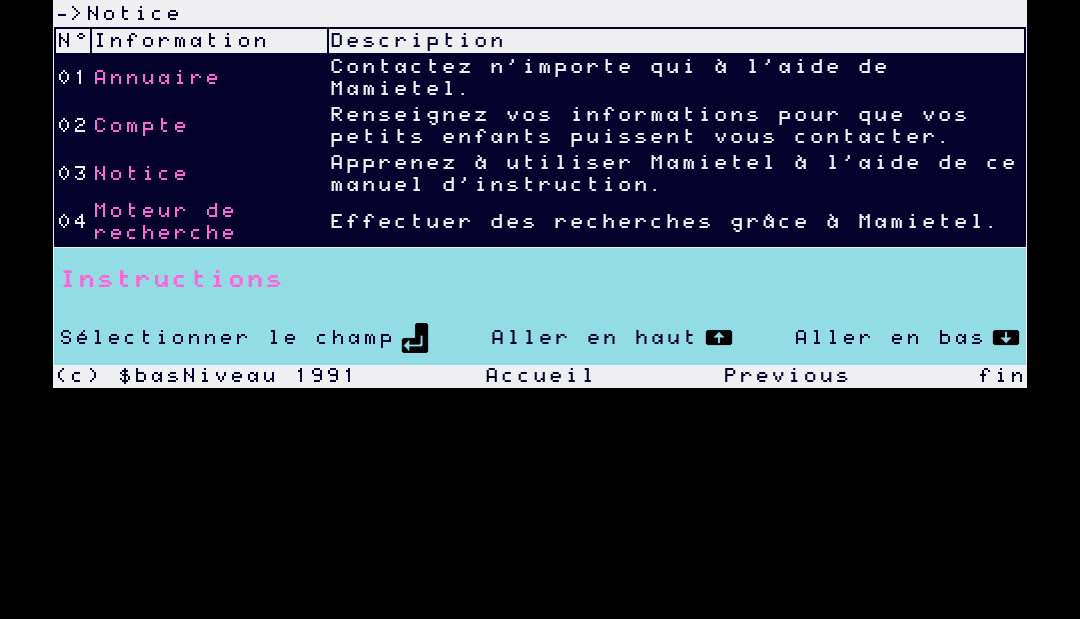 ->Notice
N° Information Description
01 Annuaire Contactez n'importe qui à l'aide de
Mamietel.
02 Compte Renseignez vos informations pour que vos
petits enfants puissent vous contacter.
03 Notice Apprenez à utiliser Mamietel à l'aide de ce
manuel d'instruction.
04 Moteur de
recherche Effectuer des recherches grâce à Mamietel.
Instructions
Sélectionner le champ Aller en haut Aller en bas
(c) $basNiveau 1991 Accueil Previous fin